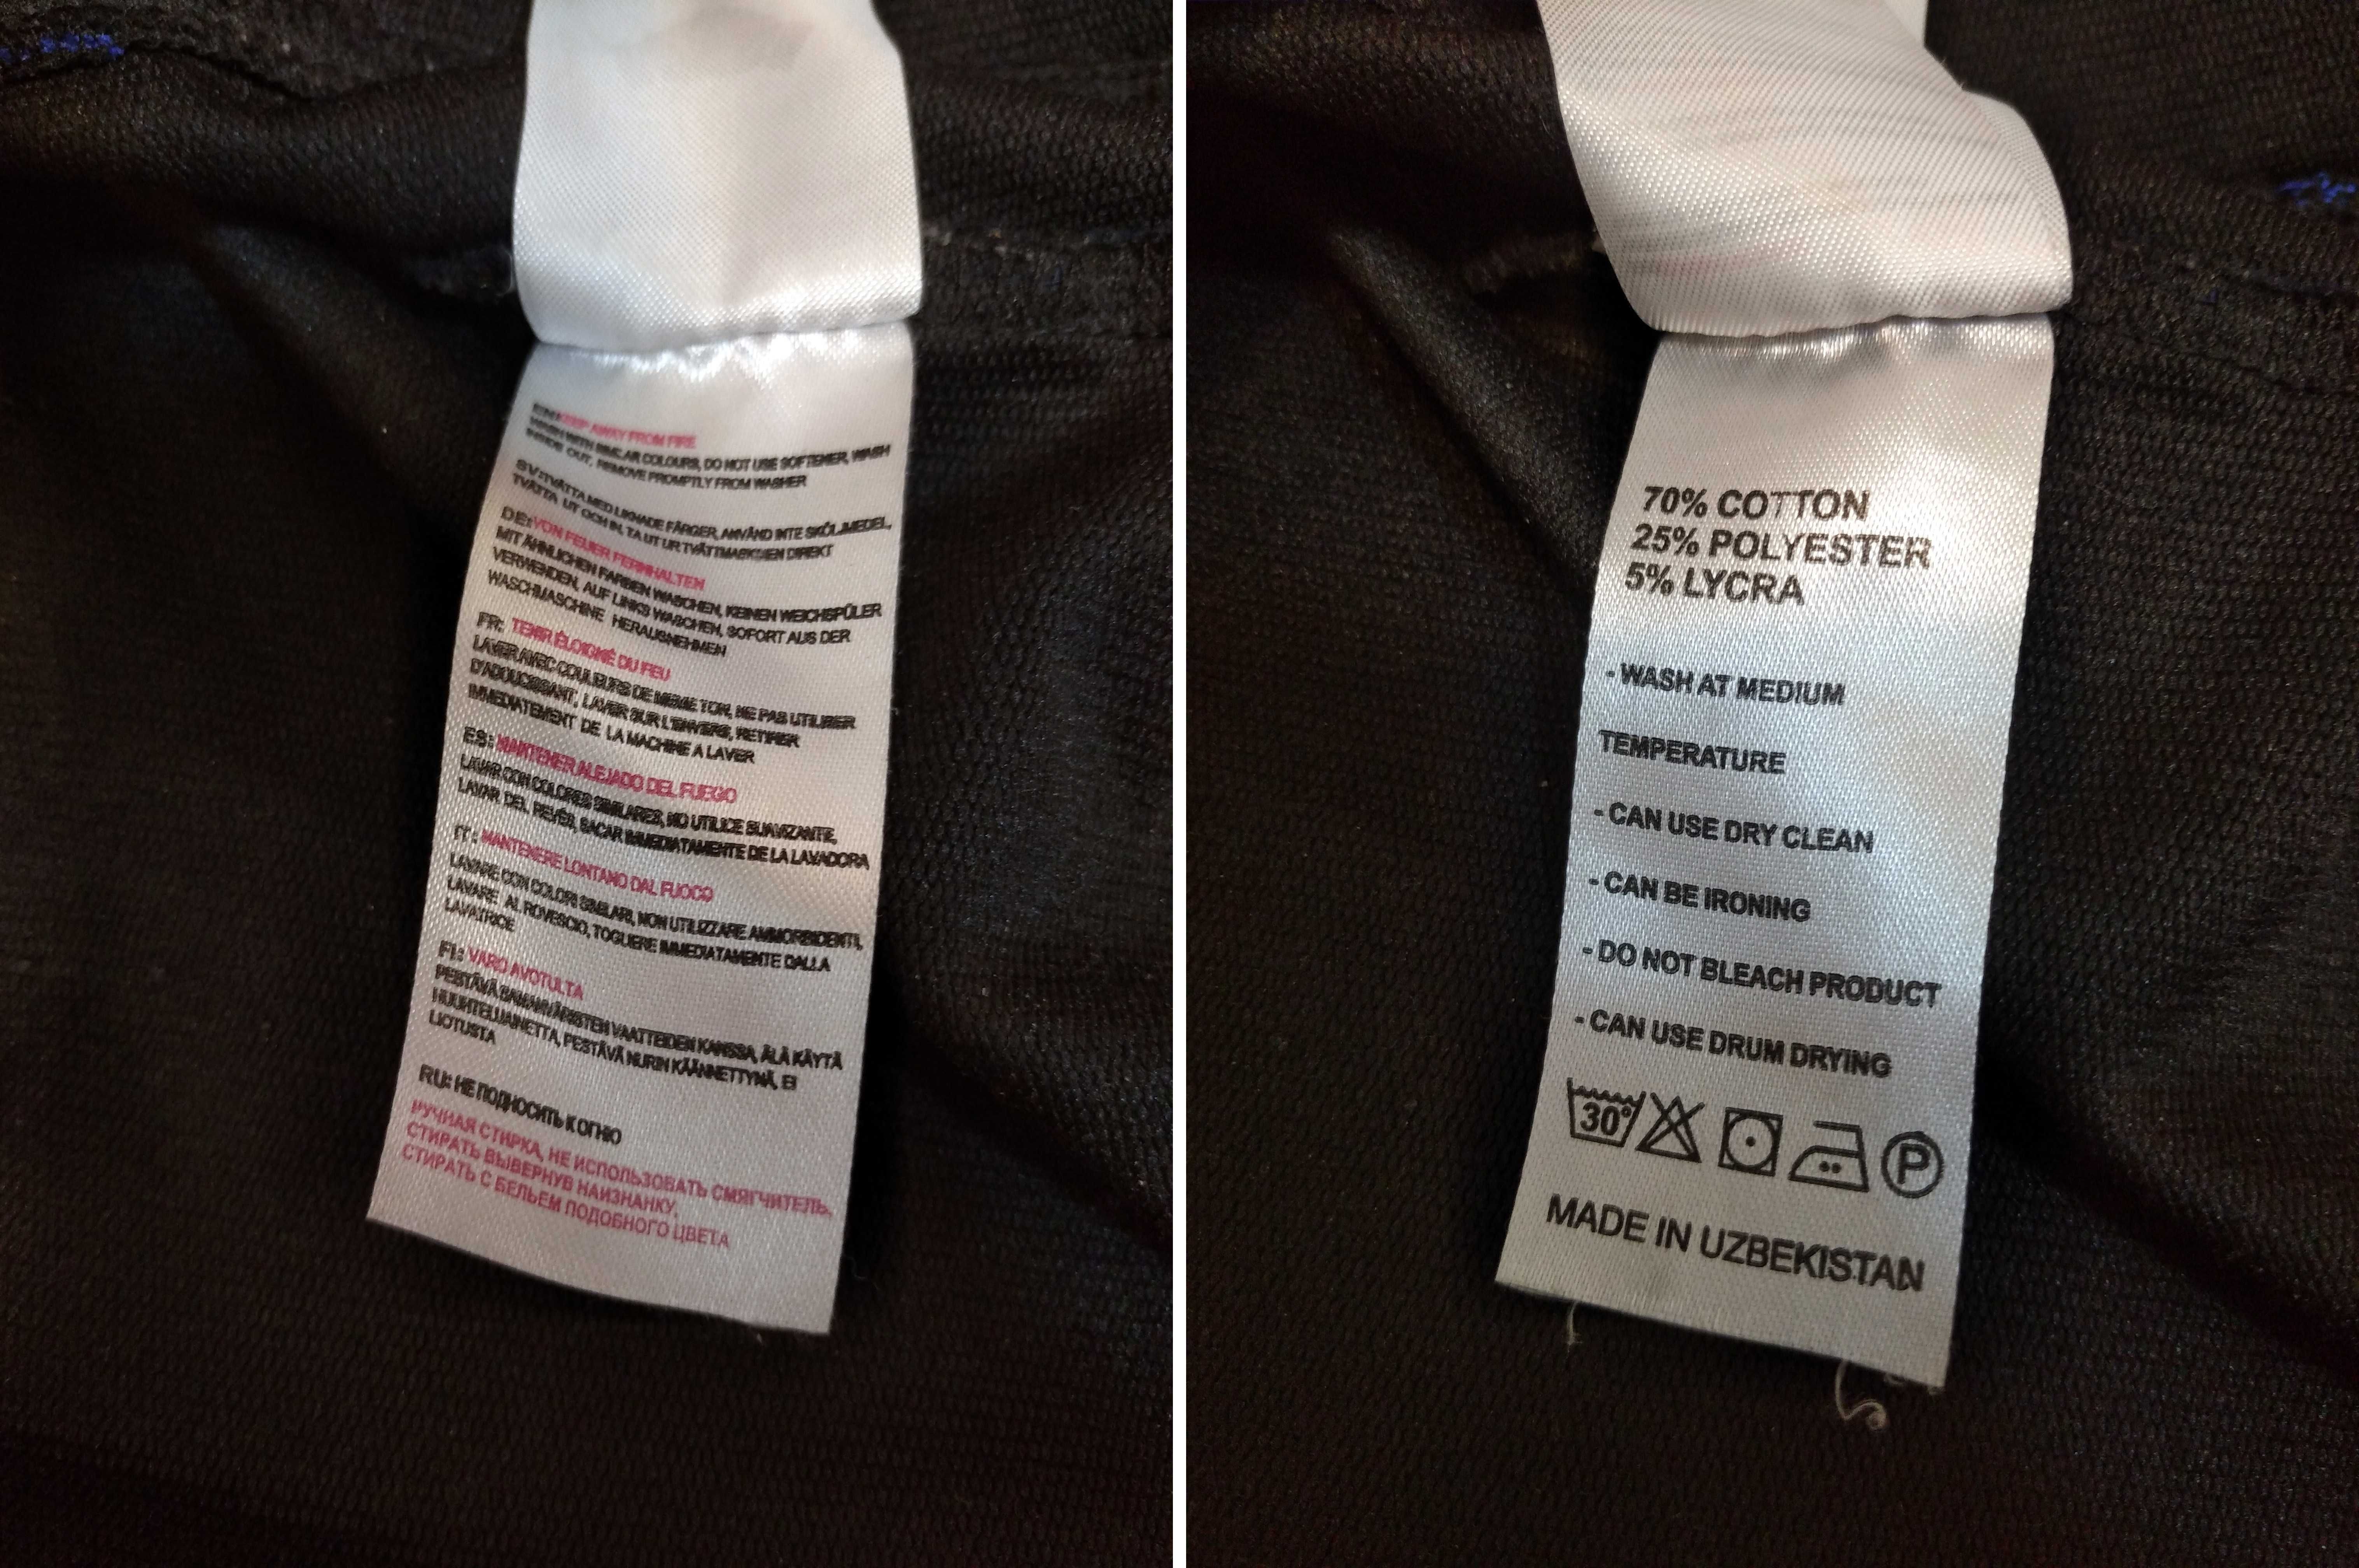 EN: KEEP AWAY FROM FIRE
WASH WITH SIMILAR COLOURS, DO NOT USE SOFTENER, WASH
INSIDE OUT, REMOVE PROMPTLY FROM WASHER
SV: TVÄTTA MED LIKNADE FÄRGER, ANVÄND INTE SKÖLJMEDEL,
TVÄTTA UT OCH IN, TA UT UR TVÄTTMASKINEN DIREKT
DE: VON FEUER FERNHALTEN
MIT ÄHNLICHEN FARBEN WASCHEN, KEINEN WEICHSPÜLER
VERWENDEN, AUF LINKS WASCHEN, SOFORT AUS DER
WASCHMASCHINE HERAUSNEHMEN
FR: TENIR ÉLOIGNÉ DU FEU
LAVER AVEC COULEURS DE MEME TON, NE PAS UTILISER
D'ADOUCISSANT, LAVER SUR L'ENVERS, RETIRER
IMMEDIATEMENT DE LA MACHINE A LAVER
ES: MANTENER ALEJADO DEL FUEGO
LAVAR CON COLORES SIMILARES, NO UTILICE SUAVIZANTE,
LAVAR DEL REVÉS, SACAR IMMEDIATAMENTE DE LA LAVADORA
IT: MANTENERE LONTANO DAL FUOCO
LAVARE CON COLORI SIMILARI, NON UTILIZZARE AMMORBIDENTI,
LAVARE AL ROVESCIO, TOGLIERE IMMEDIATAMENTE DALLA
LAVATRICE
FI: VARO AVOTULTA
PESTÄVÄ SAMANVÄRISTEN VAATTEIDEN KANSSA, ÄLÄ KÄYTÄ
HUUHTELUAINETTA, PESTÄVÄ NURIN KÄÄNNETTYNÄ, EI
LIOTUSTA
RU: НЕ ПОДНОСИТЬ К ОГНЮ
РУЧНАЯ СТИРКА, НЕ ИСПОЛЬЗОВАТЬ СМЯГЧИТЕЛЬ,
СТИРАТЬ ВЫВЕРНУВ НАИЗНАНКУ,
СТИРАТЬ С БЕЛЬЕМ ПОДОБНОГО ЦВЕТА
70% COTTON
25% POLYESTER
5% LYCRA
- WASH AT MEDIUM
TEMPERATURE
- CAN USE DRY CLEAN
- CAN BE IRONING
- DO NOT BLEACH PRODUCT
- CAN USE DRUM DRYING
30° P
MADE IN UZBEKISTAN